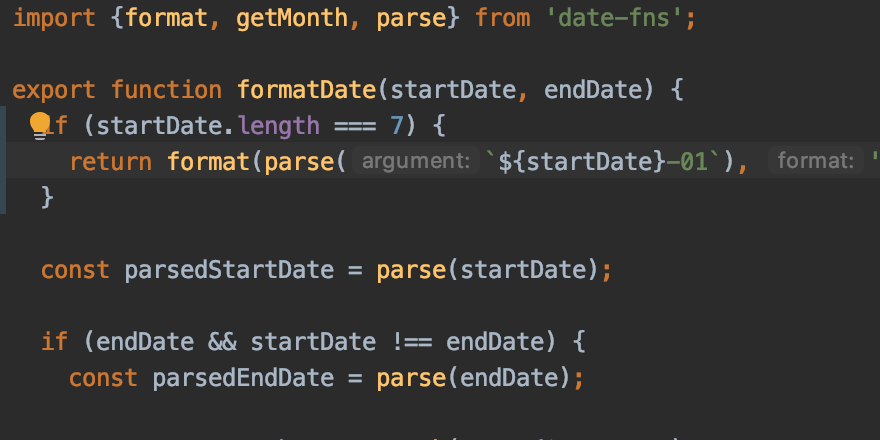 import {format, getMonth, parse} from 'date-fns';
export function formatDate(startDate, endDate) {
if (startDate.length === 7) {
return format(parse( argument: `${startDate}-01`), format: '
}
const parsedStartDate = parse(startDate);
if (endDate && startDate !== endDate) {
const parsedEndDate = parse(endDate);